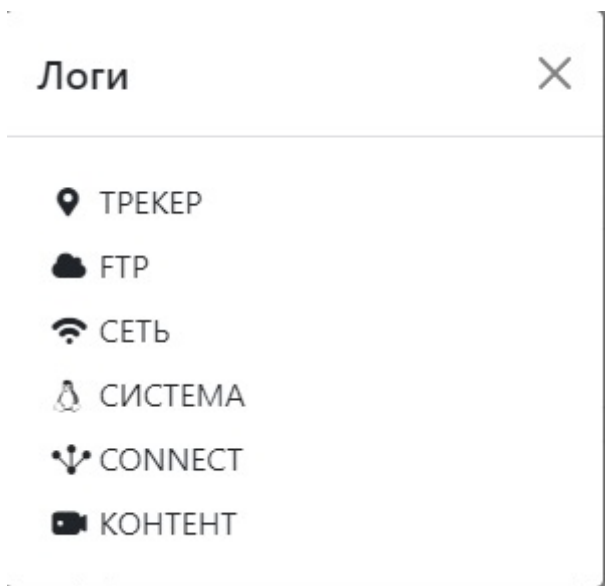 Логи
ТРЕКЕР
FTP
СЕТЬ
СИСТЕМА
CONNECT
КОНТЕНТ